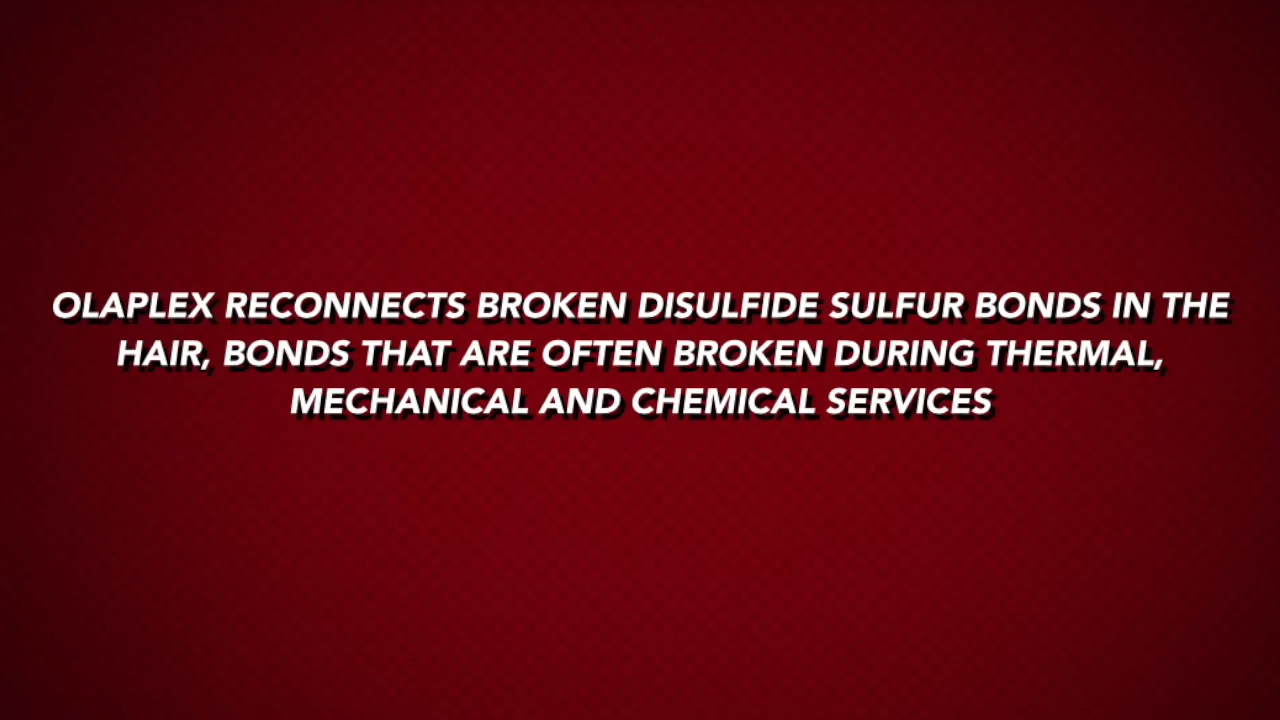 OLAPLEX RECONNECTS BROKEN DISULFIDE SULFUR BONDS IN THE
HAIR, BONDS THAT ARE OFTEN BROKEN DURING THERMAL,
MECHANICAL AND CHEMICAL SERVICES